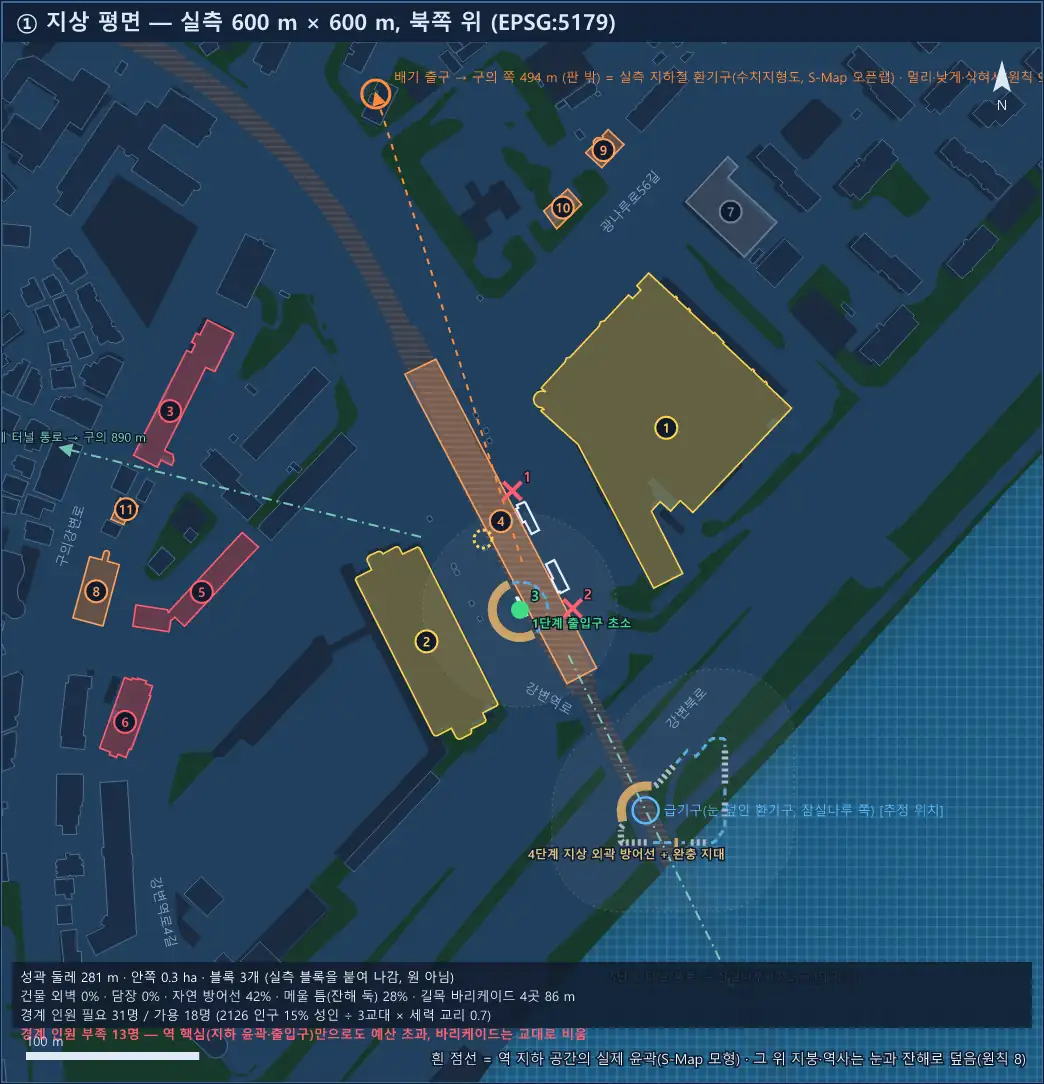 ① 지상 평면 — 실측 600 m × 600 m, 북쪽 위 (EPSG:5179)
배기 출구 → 구의 쪽 494 m (판 밖) = 실측 지하철 환기구(수치지형도, S-Map 오픈랩) · 멀리·낮게·식혀서 원칙
N
9
10
광나루로56길
7
3
1
터널 통로 → 구의 890 m
1
4
11
구의강변로
8
5
3
2
1단계 출입구 초소
2
강변역로
강변북로
6
급기구(눈 덮인 환기구, 잠실나루 쪽) [추정 위치]
4단계 지상 외곽 방어선 + 완충 지대
강변역로4길
성곽 둘레 281 m · 안쪽 0.3 ha · 블록 3개 (실측 블록을 붙여 나감, 원 아님)
건물 외벽 0% · 담장 0% · 자연 방어선 42% · 메울 틈(잔해 둑) 28% · 길목 바리케이드 4곳 86 m
경계 인원 필요 31명 / 가용 18명 (2126 인구 15% 성인 ÷ 3교대 × 세력 교리 0.7)
경계 인원 부족 13명 — 역 핵심(지하 윤곽·출입구)만으로도 예산 초과, 바리케이드는 교대로 비움
100 m
흰 점선 = 역 지하 공간의 실제 윤곽(S-Map 모형) · 그 위 지붕·역사는 눈과 잔해로 덮음(원칙 8)